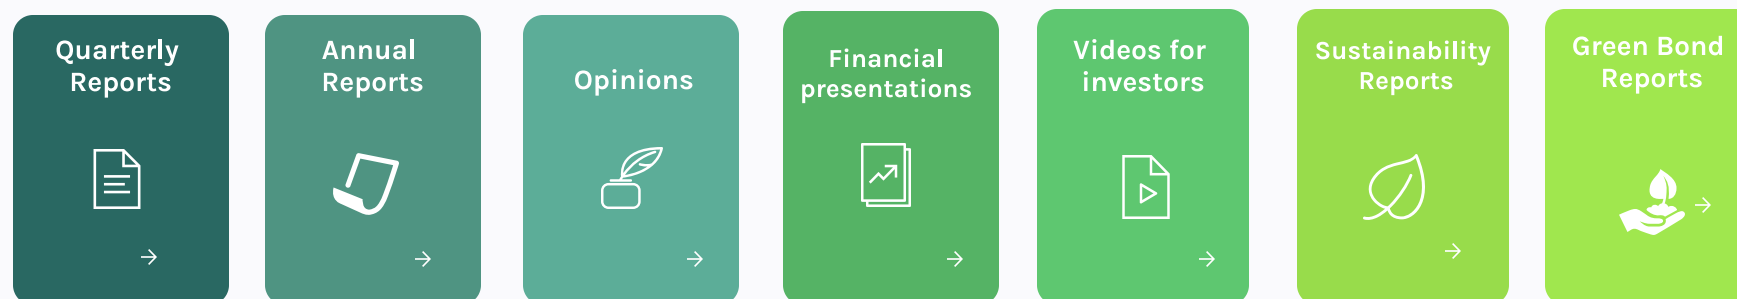 Quarterly
Reports
Annual
Reports
Opinions
Financial
presentations
Videos for
investors
Sustainability
Reports
Green Bond
Reports